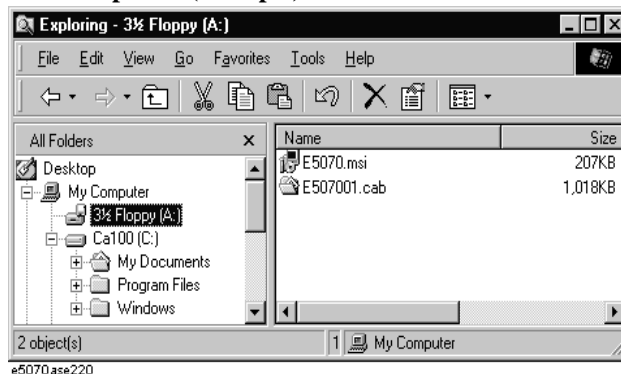 Exploring - 3½ Floppy (A:)
File Edit View Go Favorites Tools Help
All Folders x
Desktop
My Computer
3½ Floppy (A:)
Ca100 (C:)
My Documents
Program Files
Windows
Name Size
E5070.msi 207KB
E507001.cab 1,018KB
2 object(s) 1 My Computer
e5070ase220